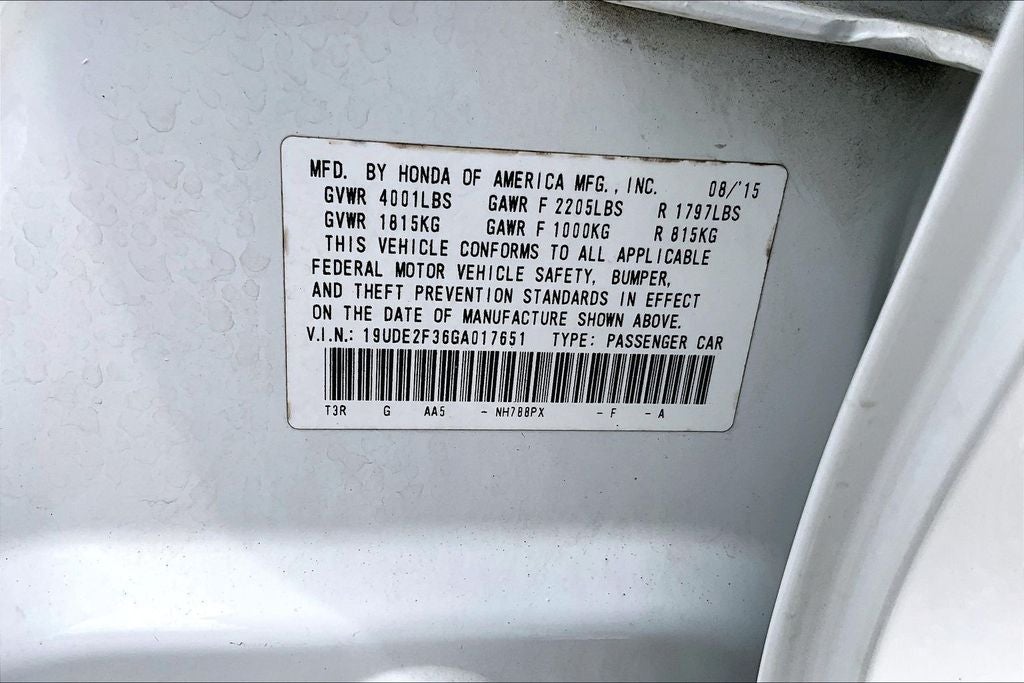 MFD. BY HONDA OF AMERICA MFG., INC. 08/'15
GVWR 4001LBS GAWR F 2205LBS R 1797LBS
GVWR 1815KG GAWR F 1000KG R 815KG
THIS VEHICLE CONFORMS TO ALL APPLICABLE
FEDERAL MOTOR VEHICLE SAFETY, BUMPER,
AND THEFT PREVENTION STANDARDS IN EFFECT
ON THE DATE OF MANUFACTURE SHOWN ABOVE.
V.I.N.: 19UDE2F36GA017651 TYPE: PASSENGER CAR
T3R G AA5 - NH788PX - F - A